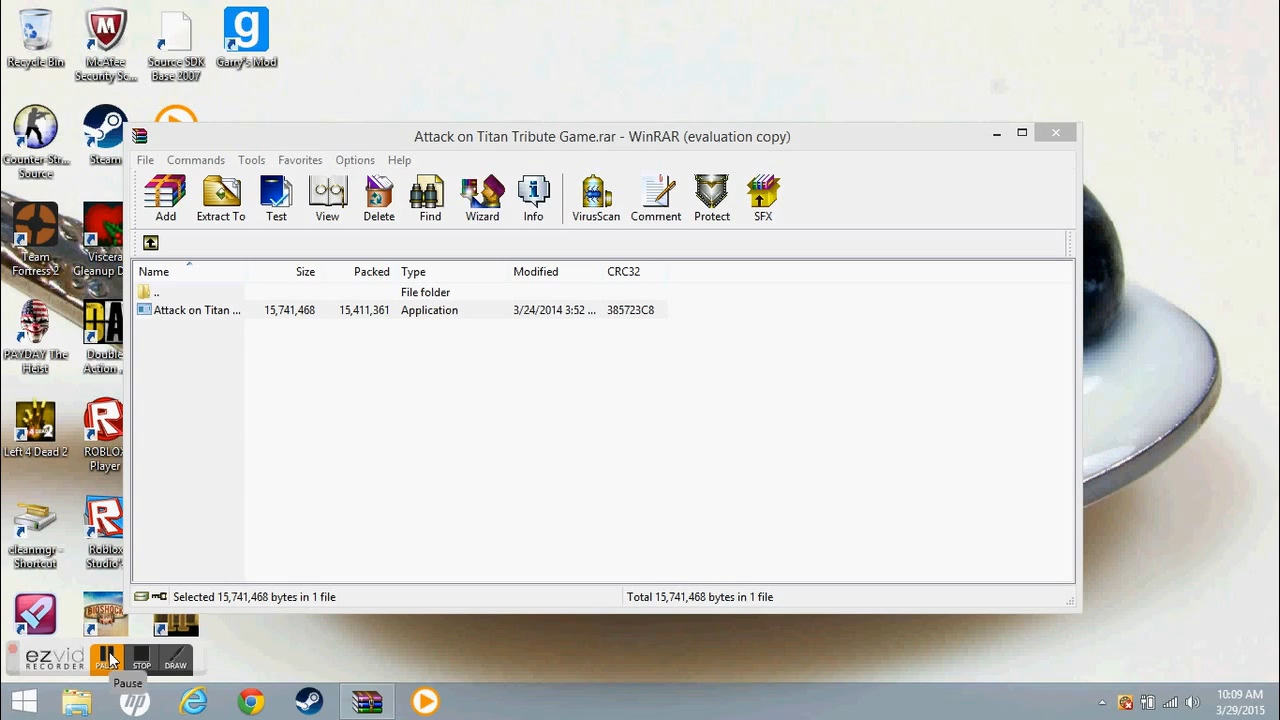 Recycle Bin
McAfee
Security Sc...
Source SDK
Base 2007
g
Garry's Mod
Counter-Str...
Source
Steam
Team
Fortress 2
Viscera
Cleanup D
PAYDAY The
Heist
Double
Action
Left 4 Dead 2
ROBLOX
Player
cleanmgr -
Shortcut
Roblox
Studio
BIOSHOCK
Attack on Titan Tribute Game.rar - WinRAR (evaluation copy)
File Commands Tools Favorites Options Help
Add Extract To Test View Delete Find Wizard Info VirusScan Comment Protect SFX
Name Size Packed Type Modified CRC32
.. File folder
Attack on Titan ... 15,741,468 15,411,361 Application 3/24/2014 3:52 ... 385723C8
Selected 15,741,468 bytes in 1 file Total 15,741,468 bytes in 1 file
ezvid
RECORDER
STOP DRAW
Pause
hp
10:09 AM
3/29/2015